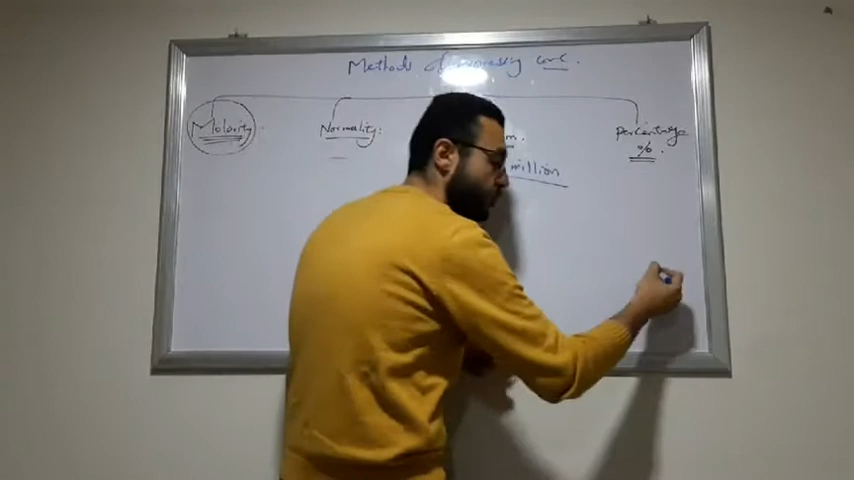 Methods of expressing conc.
Molarity
Normality:
m.
million
percentage
%.